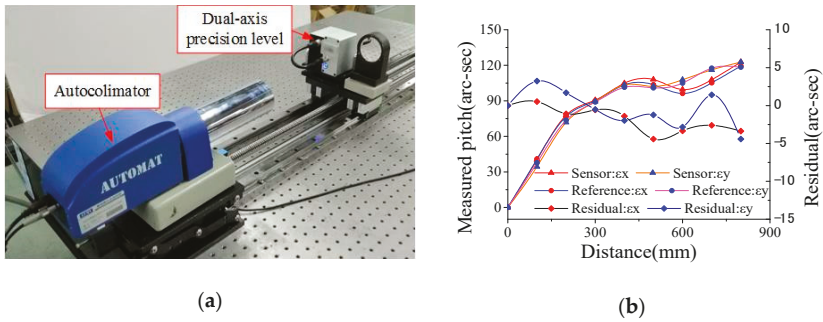 Dual-axis
precision level
Autocolimator
AUTOMAT
(a)
Measured pitch(arc-sec)
150
120
90
60
30
0
0
300
600
900
Distance(mm)
10
5
0
−5
−10
−15
Residual(arc-sec)
Sensor:εx
Sensor:εy
Reference:εx
Reference:εy
Residual:εx
Residual:εy
(b)